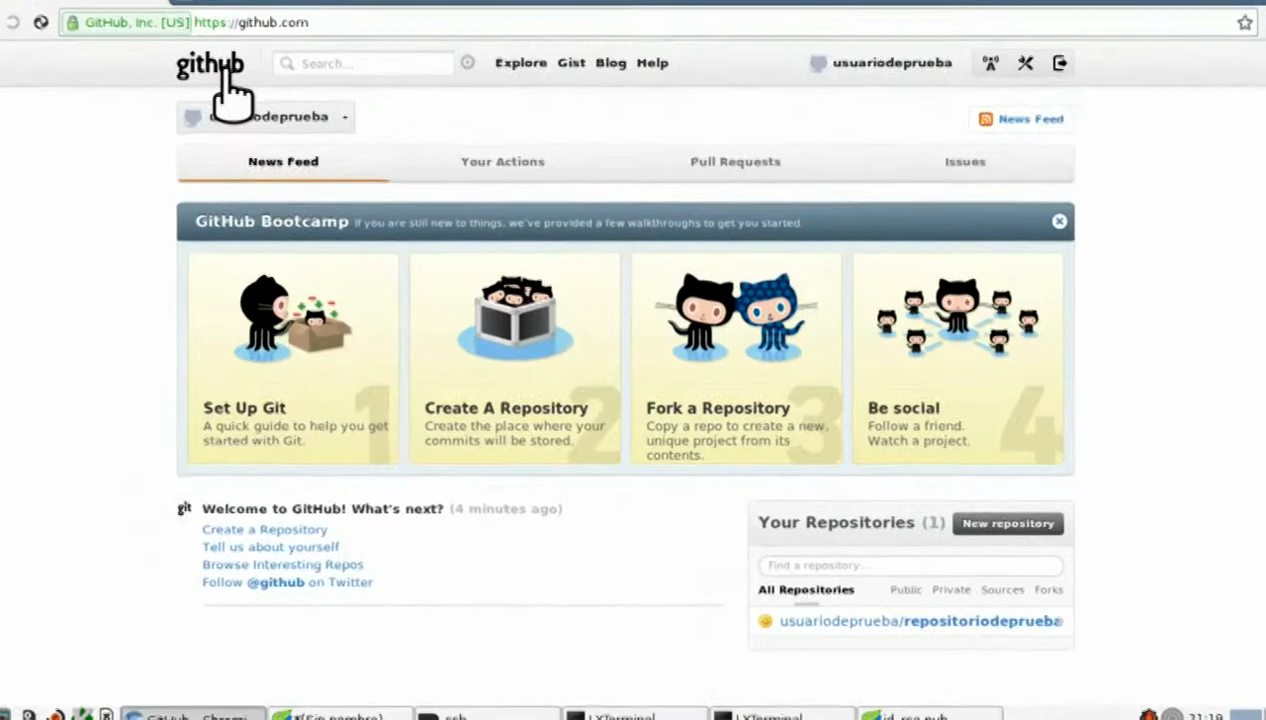 GitHub, Inc. [US] https://github.com
github Search... Explore Gist Blog Help usuariodeprueba
News Feed
News Feed Your Actions Pull Requests Issues
GitHub Bootcamp If you are still new to things, we've provided a few walkthroughs to get you started.
1
Set Up Git
A quick guide to help you get
started with Git.
2
Create A Repository
Create the place where your
commits will be stored.
3
Fork a Repository
Copy a repo to create a new,
unique project from its
contents.
4
Be social
Follow a friend.
Watch a project.
git Welcome to GitHub! What's next? (4 minutes ago)
Create a Repository
Tell us about yourself
Browse Interesting Repos
Follow @github on Twitter
Your Repositories (1) New repository
Find a repository...
All Repositories Public Private Sources Forks
usuariodeprueba/repositoriodeprueba
LXTerminal LXTerminal 21:19